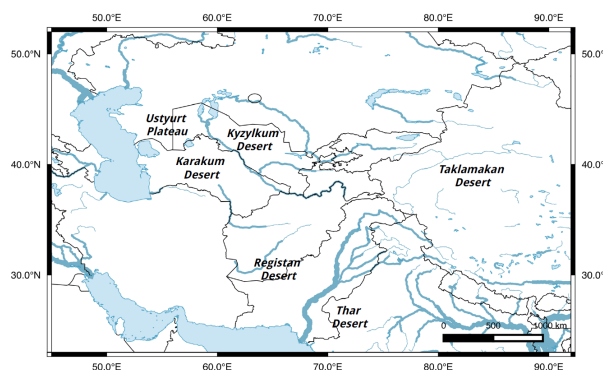 50.0°E 60.0°E 70.0°E 80.0°E 90.0°E
50.0°N 50.0°N
Ustyurt
Plateau
Kyzylkum
Desert
40.0°N 40.0°N
Karakum
Desert
Taklamakan
Desert
Registan
Desert
30.0°N 30.0°N
Thar
Desert
0 500 1000 km
50.0°E 60.0°E 70.0°E 80.0°E 90.0°E